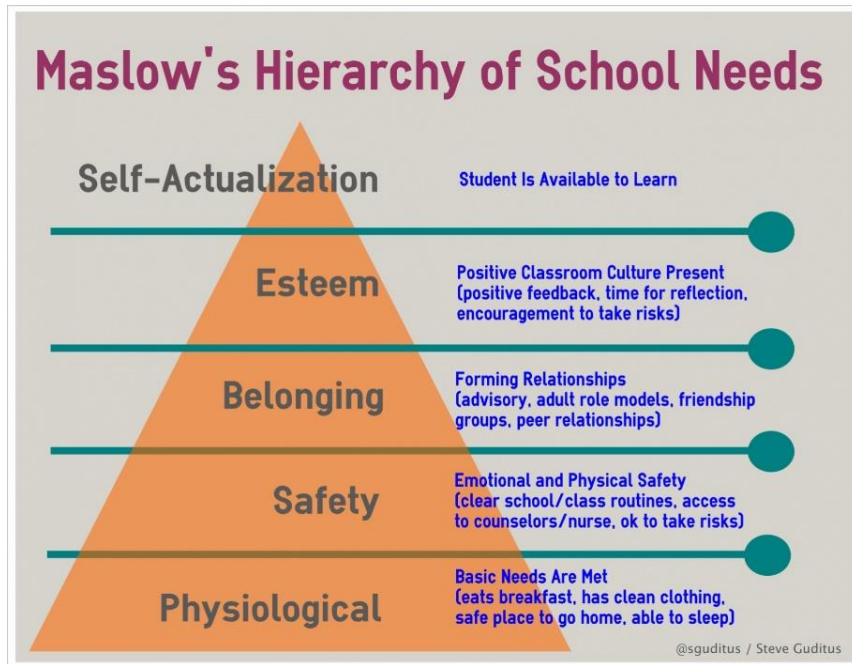 Maslow's Hierarchy of School Needs
Self-Actualization
Student Is Available to Learn
Esteem
Positive Classroom Culture Present
(positive feedback, time for reflection,
encouragement to take risks)
Belonging
Forming Relationships
(advisory, adult role models, friendship
groups, peer relationships)
Safety
Emotional and Physical Safety
(clear school/class routines, access
to counselors/nurse, ok to take risks)
Physiological
Basic Needs Are Met
(eats breakfast, has clean clothing,
safe place to go home, able to sleep)
@sguditus / Steve Guditus